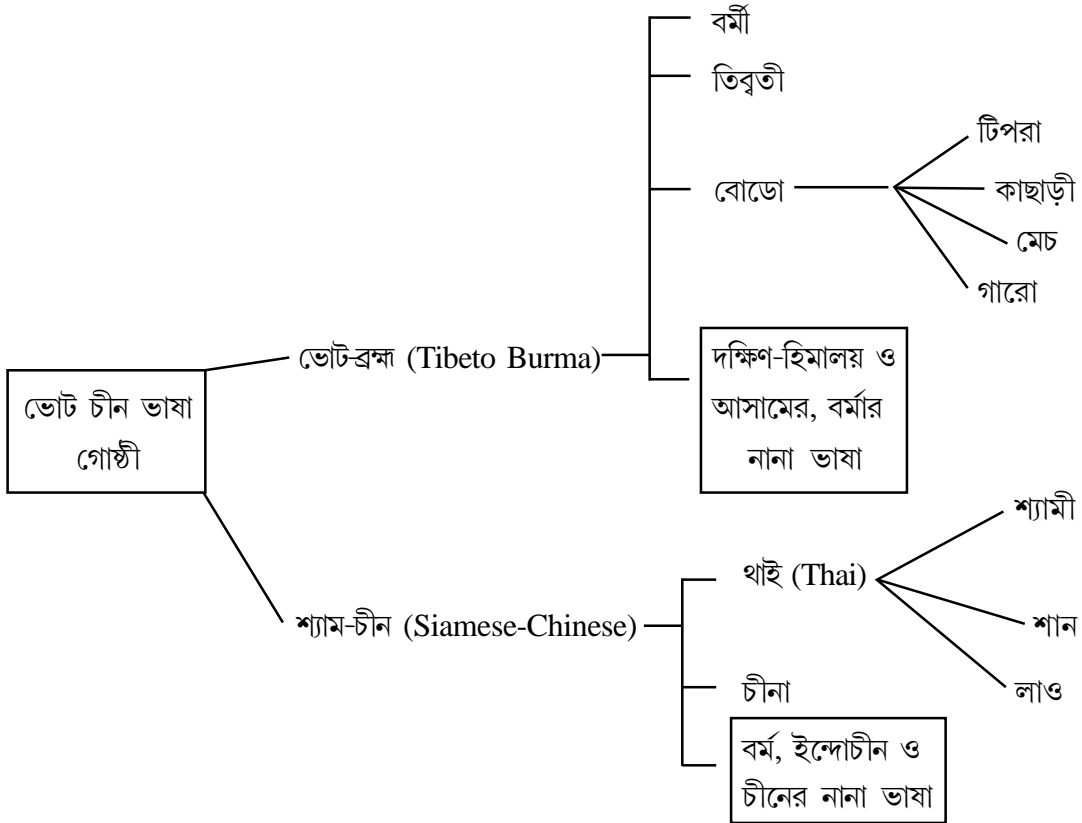 বর্মী
তিব্বতী
টিপরা
বোডো
কাছাড়ী
মেচ
গারো
ভোট-ব্রহ্ম (Tibeto Burma)
দক্ষিণ-হিমালয় ও
আসামের, বর্মার
নানা ভাষা
ভোট চীন ভাষা
গোষ্ঠী
শ্যামী
থাই (Thai)
শ্যাম-চীন (Siamese-Chinese)
শান
চীনা
লাও
বর্ম, ইন্দোচীন ও
চীনের নানা ভাষা